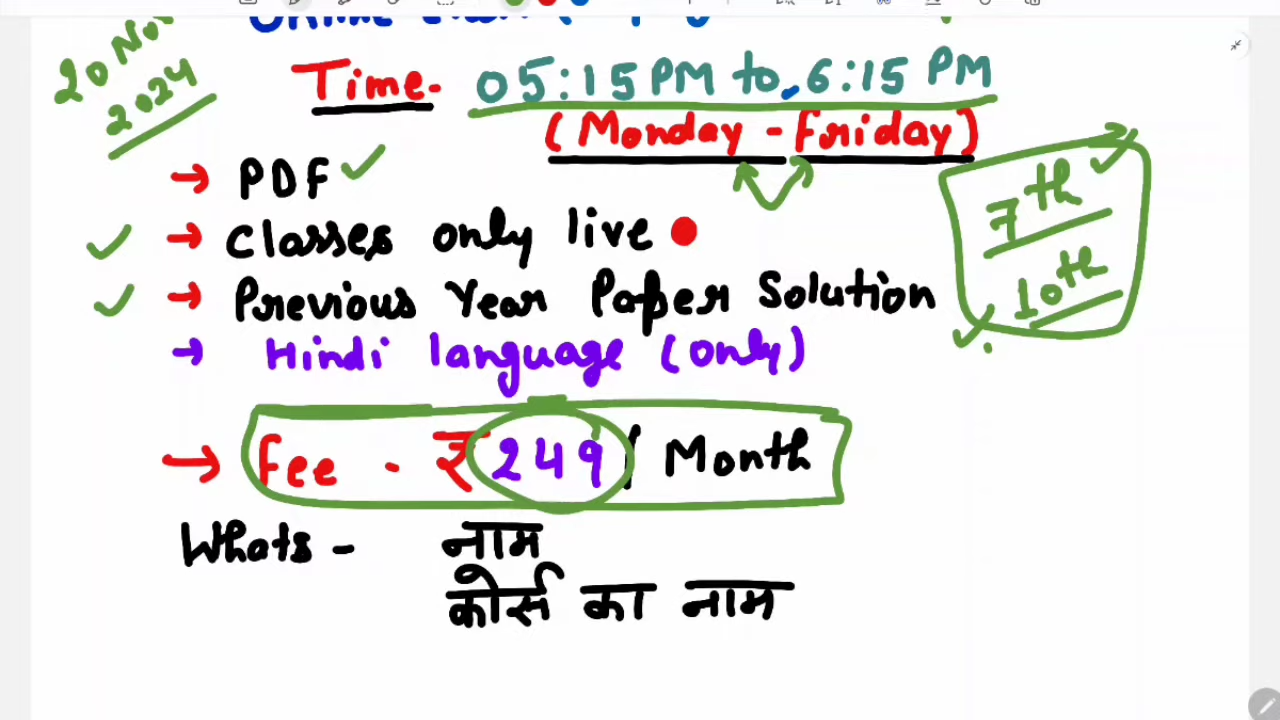 20 Nov
2024
Time- 05:15 PM to 6:15 PM
(Monday - Friday)
→ PDF ✓
✓ → Classes only live
✓ → Previous Year Paper Solution
→ Hindi language (only)
7th
10th
→ Fee - ₹ 249 / Month
Whats - नाम
कोर्स का नाम